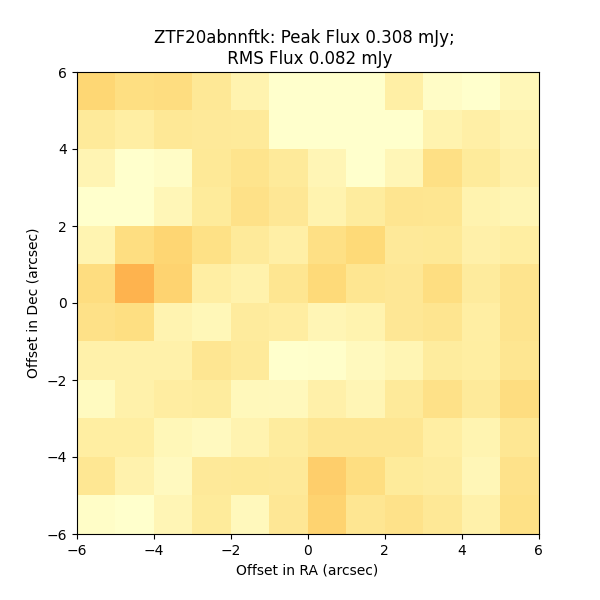 ZTF20abnnftk: Peak Flux 0.308 mJy;
RMS Flux 0.082 mJy
6
4
2
0
−2
−4
−6
Offset in Dec (arcsec)
−6 −4 −2 0 2 4 6
Offset in RA (arcsec)